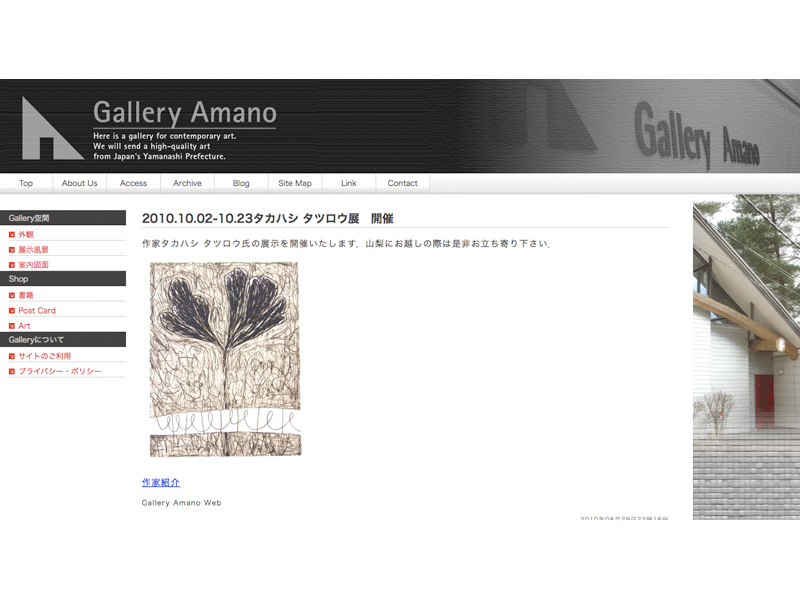 Gallery Amano
Here is a gallery for contemporary art.
We will send a high-quality art
from Japan's Yamanashi Prefecture.
Gallery Amano
Top
About Us
Access
Archive
Blog
Site Map
Link
Contact
Gallery空間
外観
展示風景
室内図面
Shop
書籍
Post Card
Art
Galleryについて
サイトのご利用
プライバシー・ポリシー
2010.10.02-10.23タカハシ タツロウ展　開催
作家タカハシ タツロウ氏の展示を開催いたします。山梨にお越しの際は是非お立ち寄り下さい。
作家紹介
Gallery Amano Web